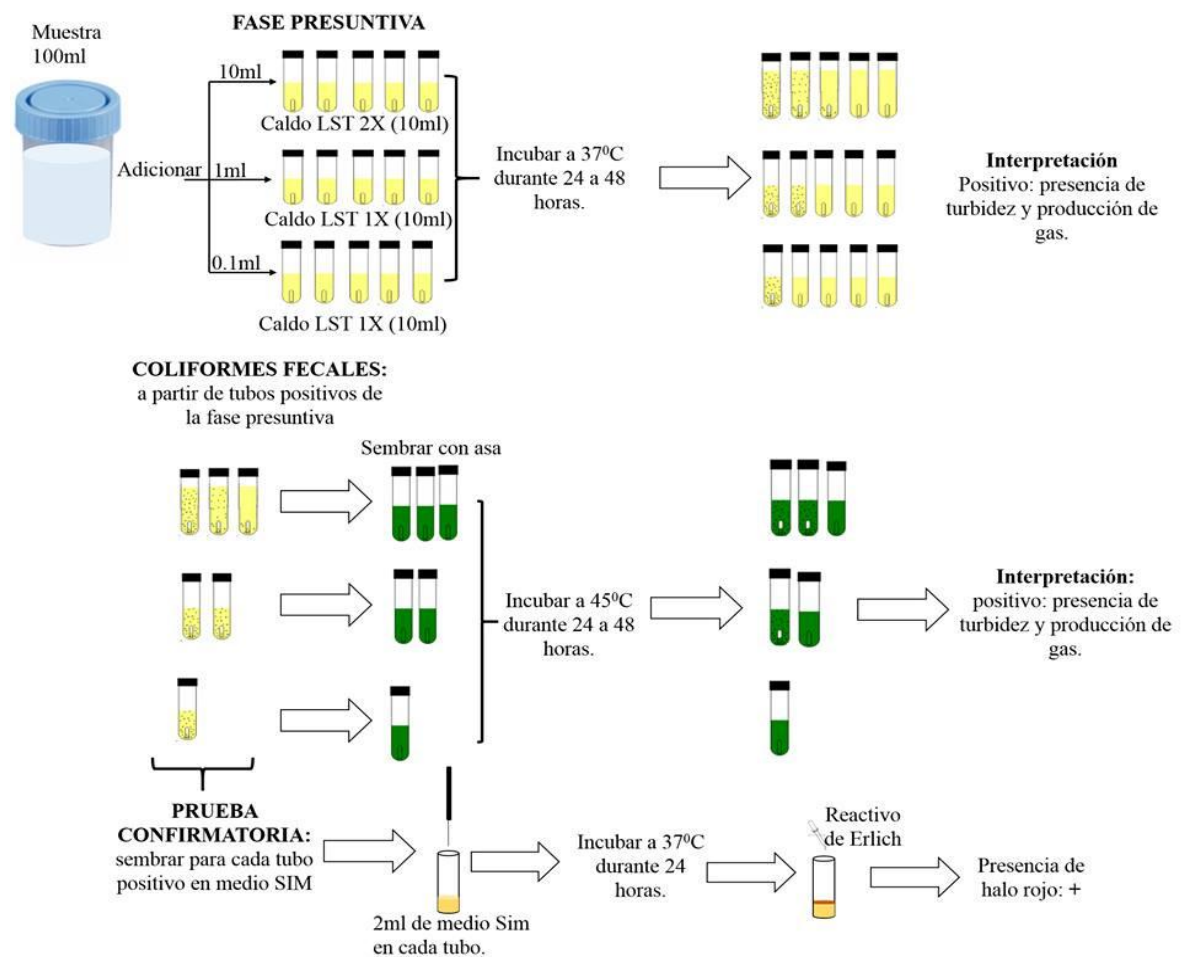 Muestra
100ml
FASE PRESUNTIVA
10ml
Caldo LST 2X (10ml)
Adicionar
1ml
Caldo LST 1X (10ml)
0.1ml
Caldo LST 1X (10ml)
Incubar a 37⁰C
durante 24 a 48
horas.
Interpretación
Positivo: presencia de
turbidez y producción de
gas.
COLIFORMES FECALES:
a partir de tubos positivos de
la fase presuntiva
Sembrar con asa
Incubar a 45⁰C
durante 24 a 48
horas.
Interpretación:
positivo: presencia de
turbidez y producción de
gas.
PRUEBA
CONFIRMATORIA:
sembrar para cada tubo
positivo en medio SIM
2ml de medio Sim
en cada tubo.
Incubar a 37⁰C
durante 24
horas.
Reactivo
de Erlich
Presencia de
halo rojo: +